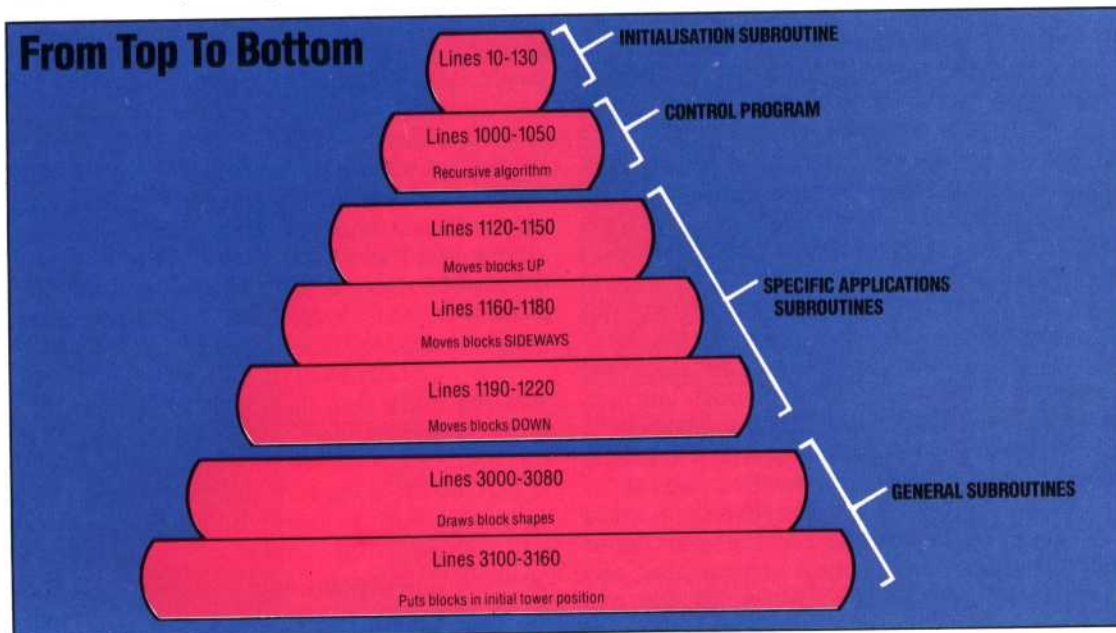 From Top To Bottom
Lines 10-130
INITIALISATION SUBROUTINE
Lines 1000-1050
Recursive algorithm
CONTROL PROGRAM
Lines 1120-1150
Moves blocks UP
Lines 1160-1180
Moves blocks SIDEWAYS
Lines 1190-1220
Moves blocks DOWN
SPECIFIC APPLICATIONS
SUBROUTINES
Lines 3000-3080
Draws block shapes
Lines 3100-3160
Puts blocks in initial tower position
GENERAL SUBROUTINES